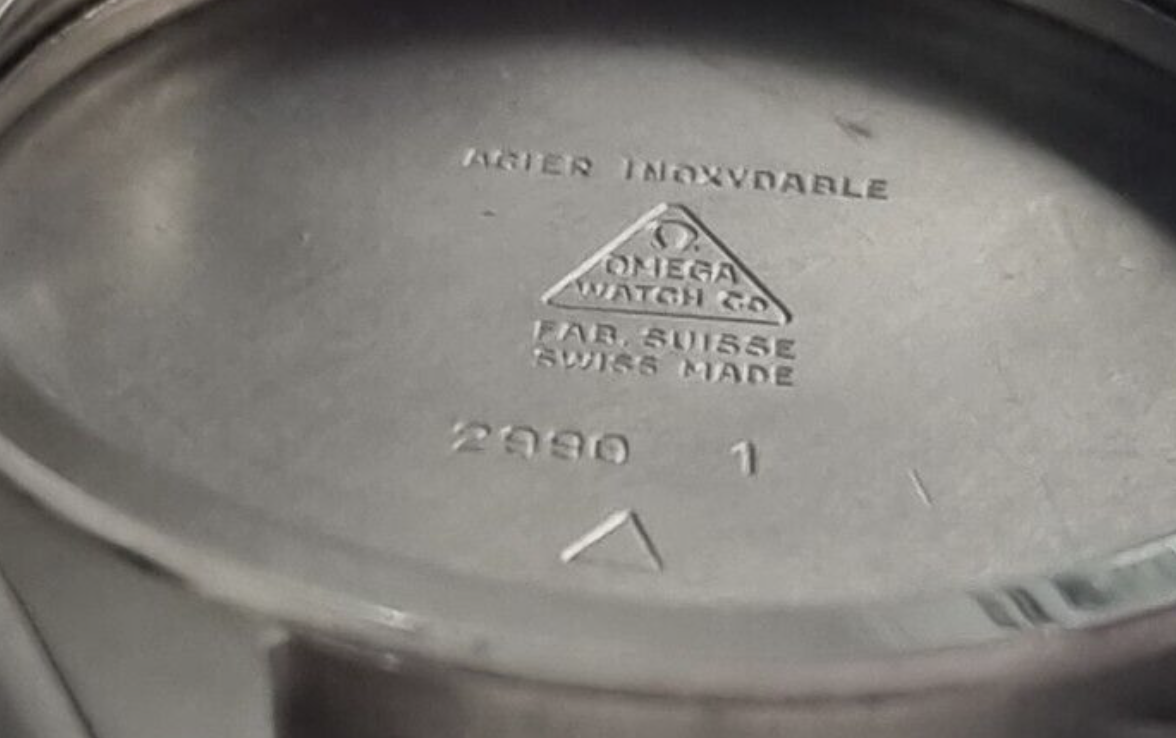 ACIER INOXYDABLE
Ω
OMEGA
WATCH Co
FAB. SUISSE
SWISS MADE
2990 1